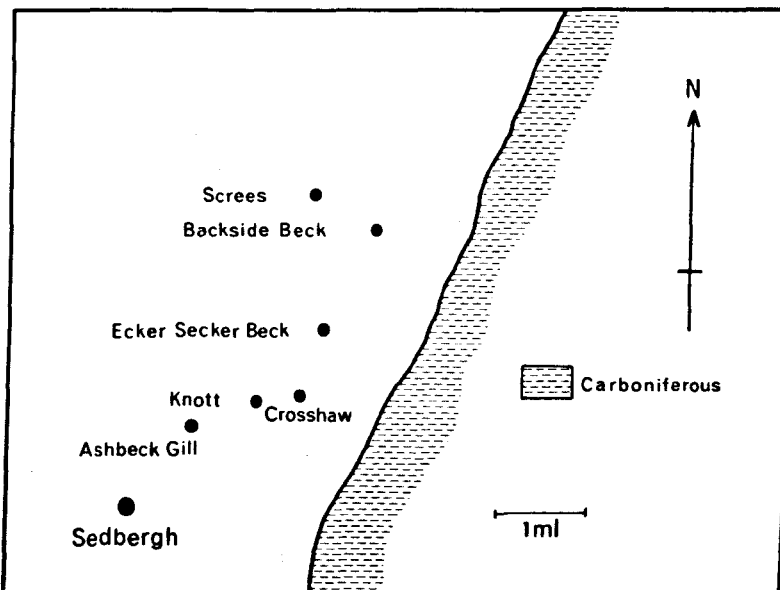 N
Screes
Backside Beck
Ecker Secker Beck
Carboniferous
Knott
Crosshaw
Ashbeck Gill
1ml
Sedbergh